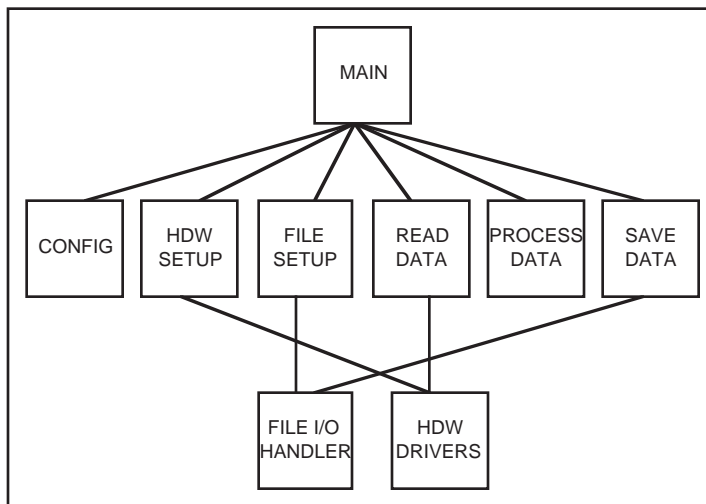 MAIN
CONFIG
HDW
SETUP
FILE
SETUP
READ
DATA
PROCESS
DATA
SAVE
DATA
FILE I/O
HANDLER
HDW
DRIVERS